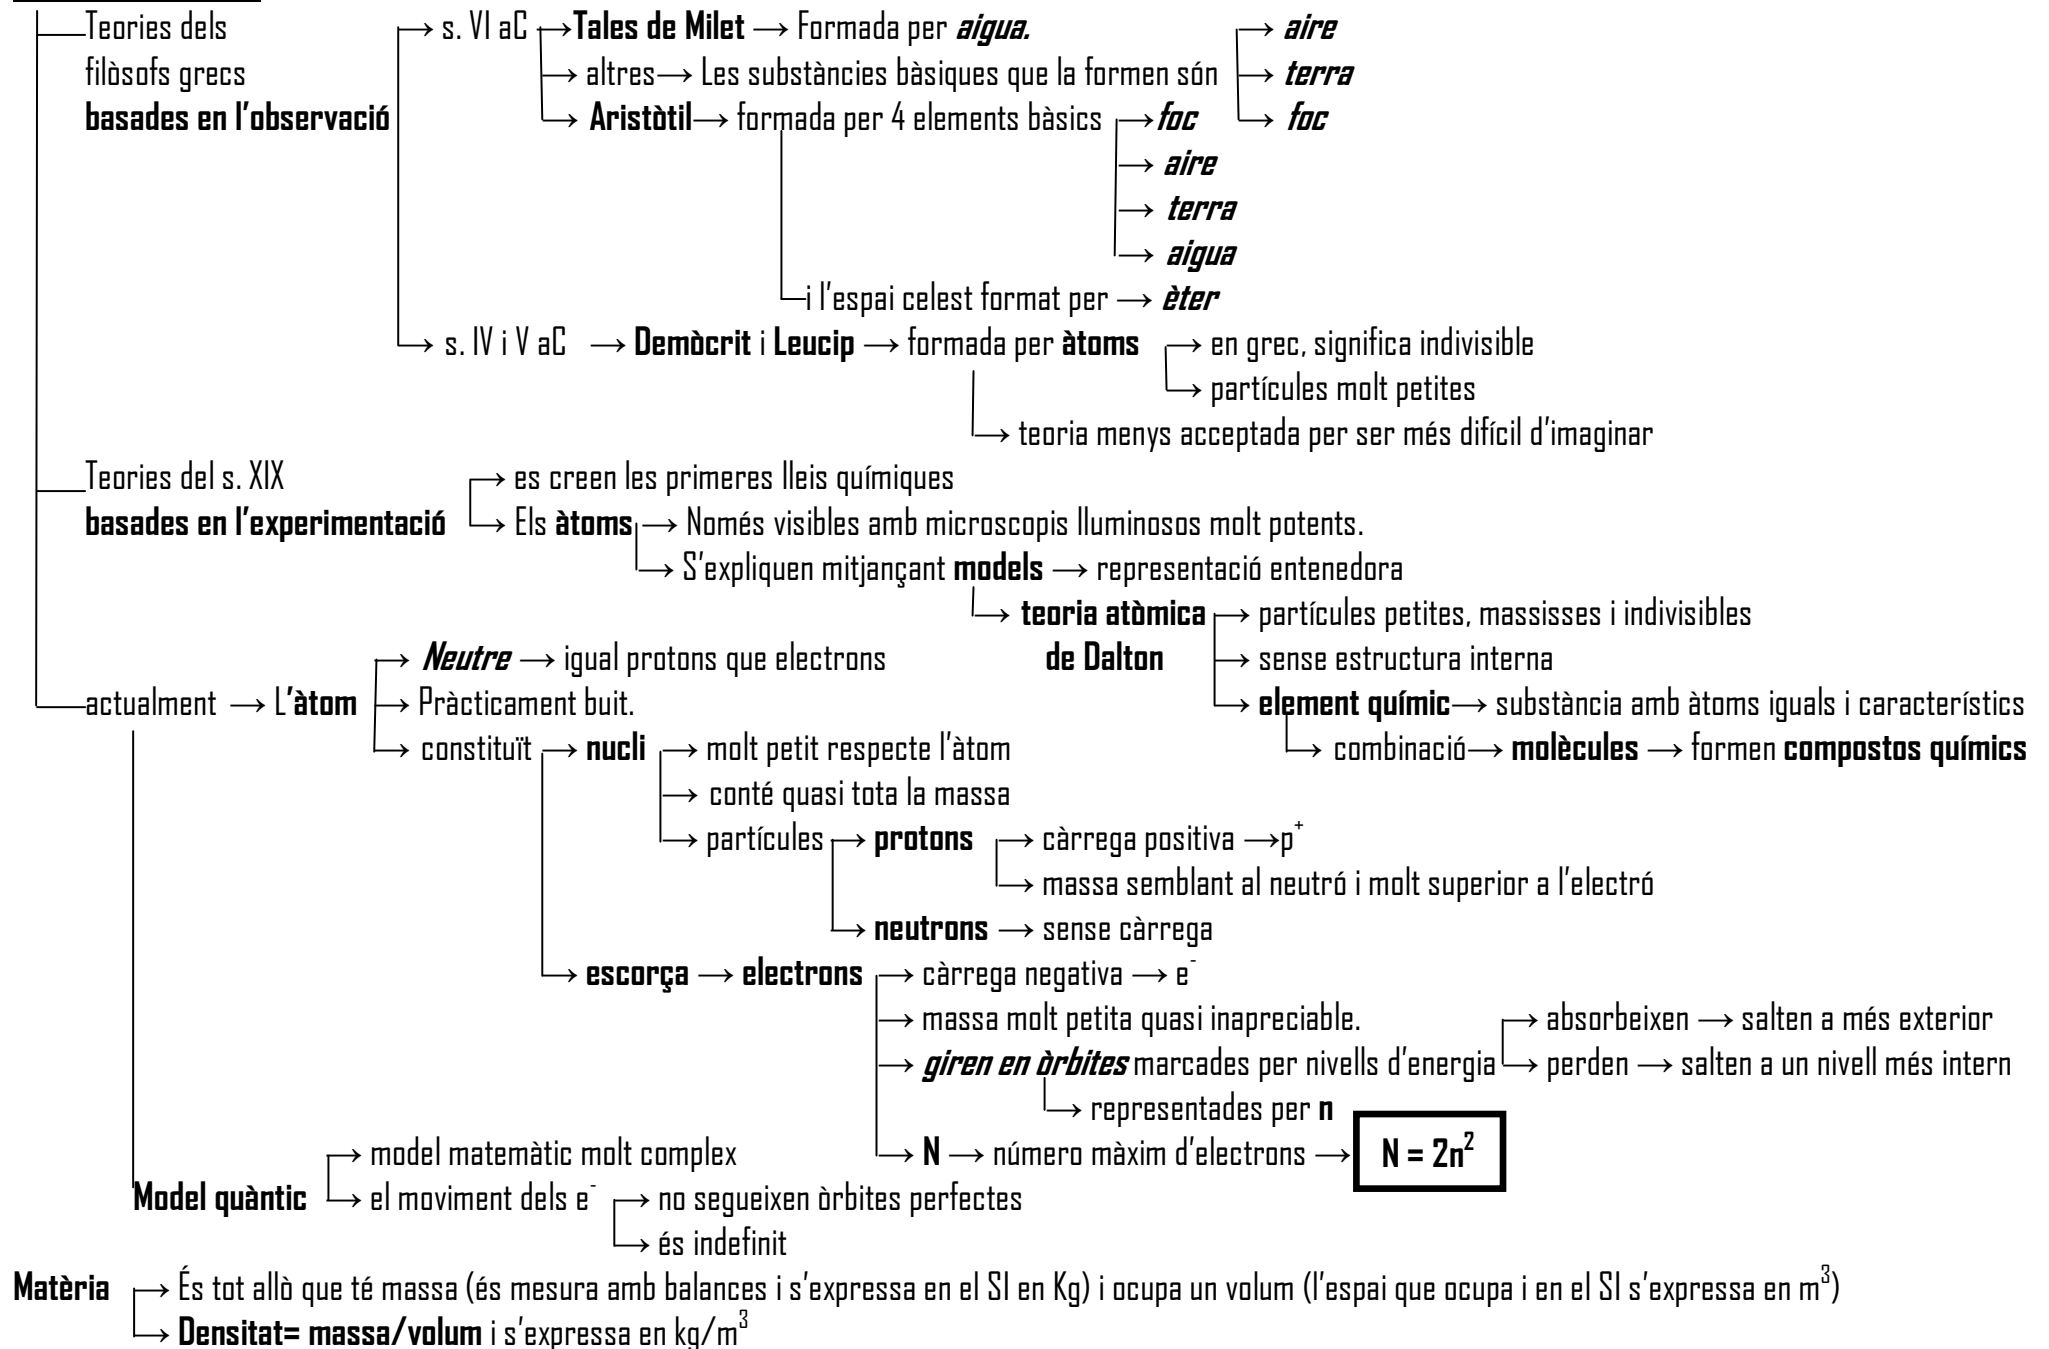 Teories dels → s. VI aC → Tales de Milet → Formada per aigua. → aire
filòsofs grecs → altres → Les substàncies bàsiques que la formen són → terra
basades en l'observació → Aristòtil → formada per 4 elements bàsics → foc → foc
→ aire
→ terra
→ aigua
i l'espai celest format per → èter
→ s. IV i V aC → Demòcrit i Leucip → formada per àtoms → en grec, significa indivisible
→ partícules molt petites
→ teoria menys acceptada per ser més difícil d'imaginar
Teories del s. XIX → es creen les primeres lleis químiques
basades en l'experimentació → Els àtoms → Només visibles amb microscopis lluminosos molt potents.
→ S'expliquen mitjançant models → representació entenedora
→ teoria atòmica → partícules petites, massisses i indivisibles
→ Neutre → igual protons que electrons de Dalton → sense estructura interna
actualment → L'àtom → Pràcticament buit. → element químic → substància amb àtoms iguals i característics
→ constituït → nucli → molt petit respecte l'àtom → combinació → molècules → formen compostos químics
→ conté quasi tota la massa
→ partícules → protons → càrrega positiva → p⁺
→ massa semblant al neutró i molt superior a l'electró
→ neutrons → sense càrrega
→ escorça → electrons → càrrega negativa → e⁻
→ massa molt petita quasi inapreciable. → absorbeixen → salten a més exterior
→ giren en òrbites marcades per nivells d'energia → perden → salten a un nivell més intern
→ representades per n
→ model matemàtic molt complex → N → número màxim d'electrons → N = 2n²
Model quàntic → el moviment dels e⁻ → no segueixen òrbites perfectes
→ és indefinit
Matèria → És tot allò que té massa (és mesura amb balances i s'expressa en el SI en Kg) i ocupa un volum (l'espai que ocupa i en el SI s'expressa en m³)
→ Densitat= massa/volum i s'expressa en kg/m³